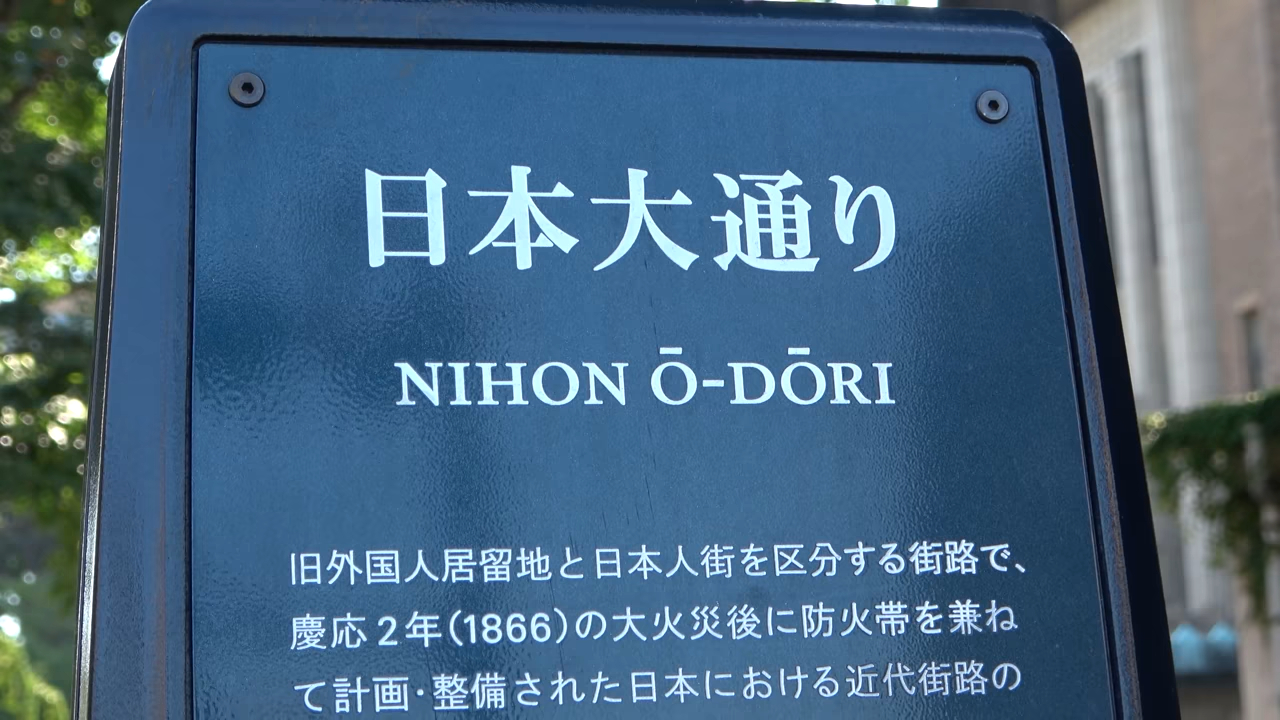 日本大通り
NIHON Ō-DŌRI
旧外国人居留地と日本人街を区分する街路で、
慶応2年(1866)の大火災後に防火帯を兼ね
て計画・整備された日本における近代街路の